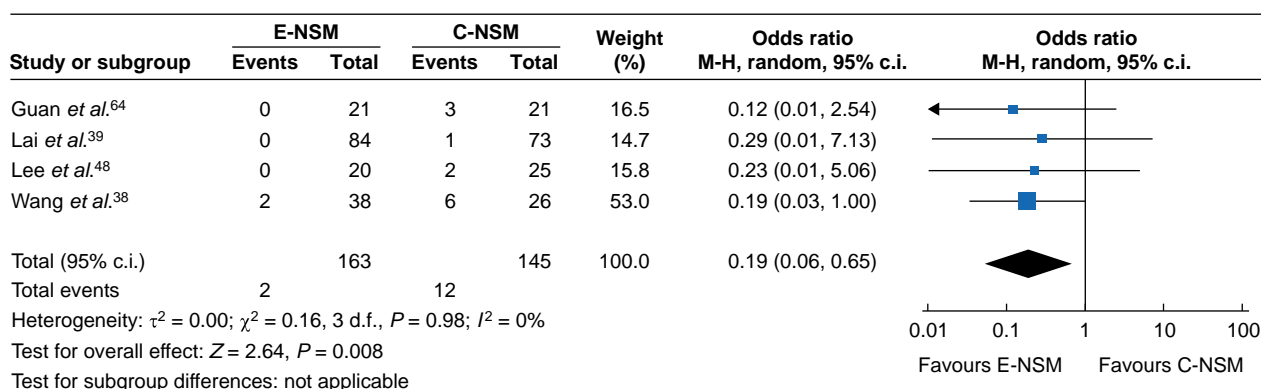 E-NSM C-NSM Weight Odds ratio Odds ratio
Study or subgroup Events Total Events Total (%) M-H, random, 95% c.i. M-H, random, 95% c.i.
Guan et al.⁶⁴ 0 21 3 21 16.5 0.12 (0.01, 2.54)
Lai et al.³⁹ 0 84 1 73 14.7 0.29 (0.01, 7.13)
Lee et al.⁴⁸ 0 20 2 25 15.8 0.23 (0.01, 5.06)
Wang et al.³⁸ 2 38 6 26 53.0 0.19 (0.03, 1.00)
Total (95% c.i.) 163 145 100.0 0.19 (0.06, 0.65)
Total events 2 12
Heterogeneity: τ² = 0.00; χ² = 0.16, 3 d.f., P = 0.98; I² = 0%
Test for overall effect: Z = 2.64, P = 0.008
Test for subgroup differences: not applicable
0.01 0.1 1 10 100
Favours E-NSM Favours C-NSM